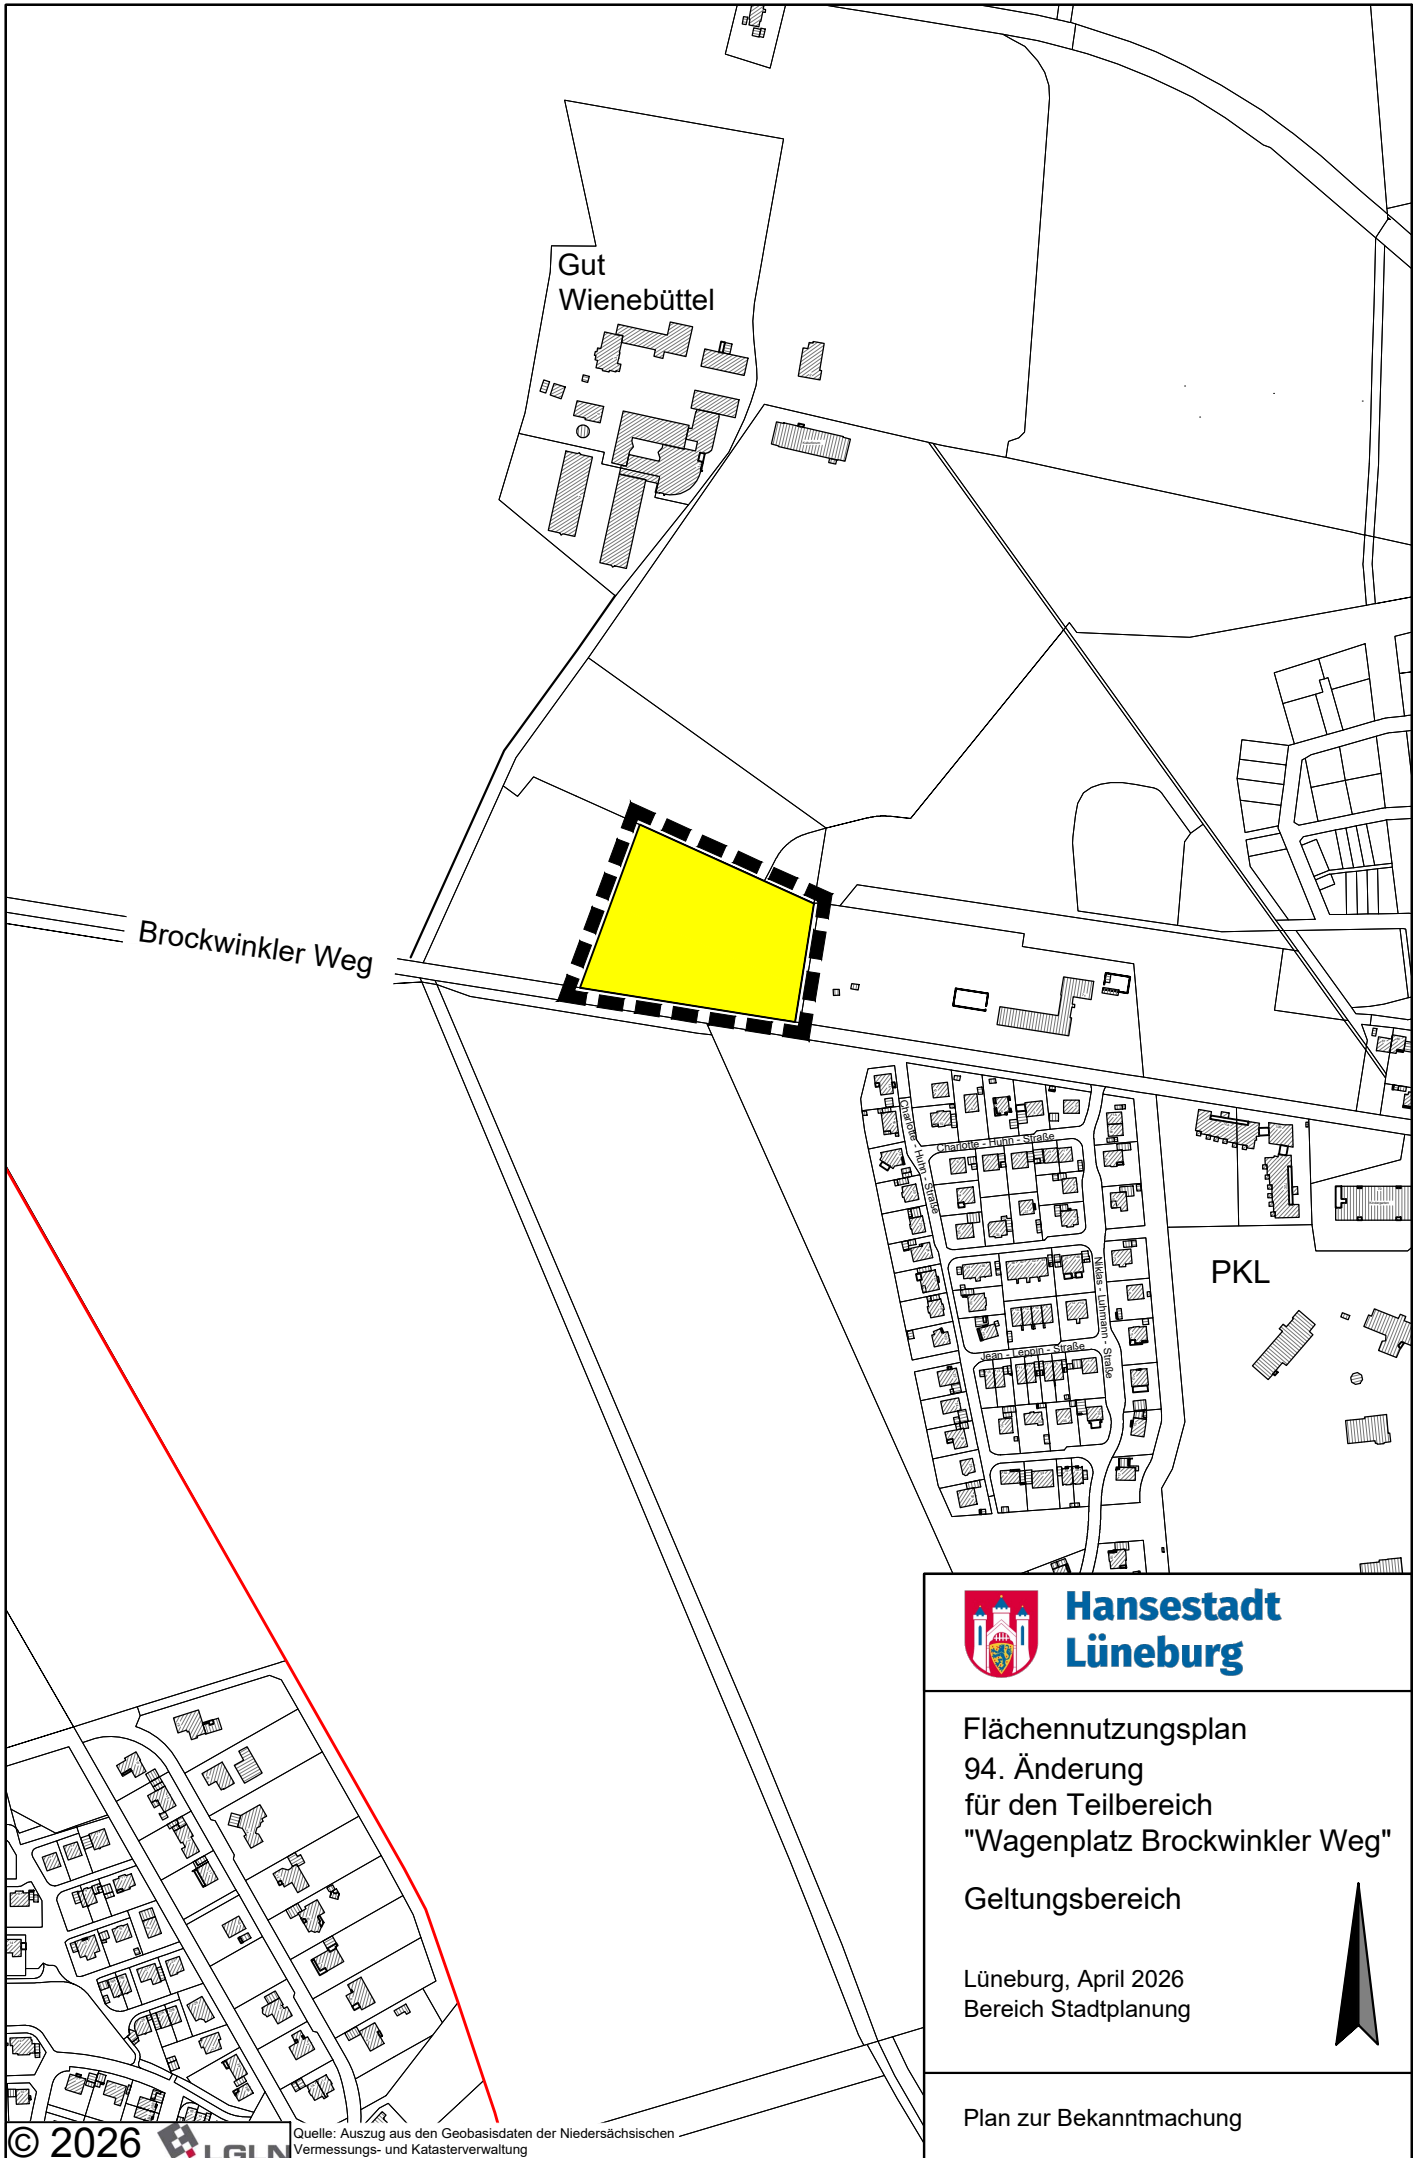 Gut
Wienebüttel
Brockwinkler Weg
Charlotte - Huhn - Straße
Charlotte - Huhn - Straße
Niklas - Luhmann - Straße
Jean - Leppin - Straße
PKL
Hansestadt
Lüneburg
Flächennutzungsplan
94. Änderung
für den Teilbereich
"Wagenplatz Brockwinkler Weg"
Geltungsbereich
Lüneburg, April 2026
Bereich Stadtplanung
Plan zur Bekanntmachung
© 2026
LGLN
Quelle: Auszug aus den Geobasisdaten der Niedersächsischen
Vermessungs- und Katasterverwaltung